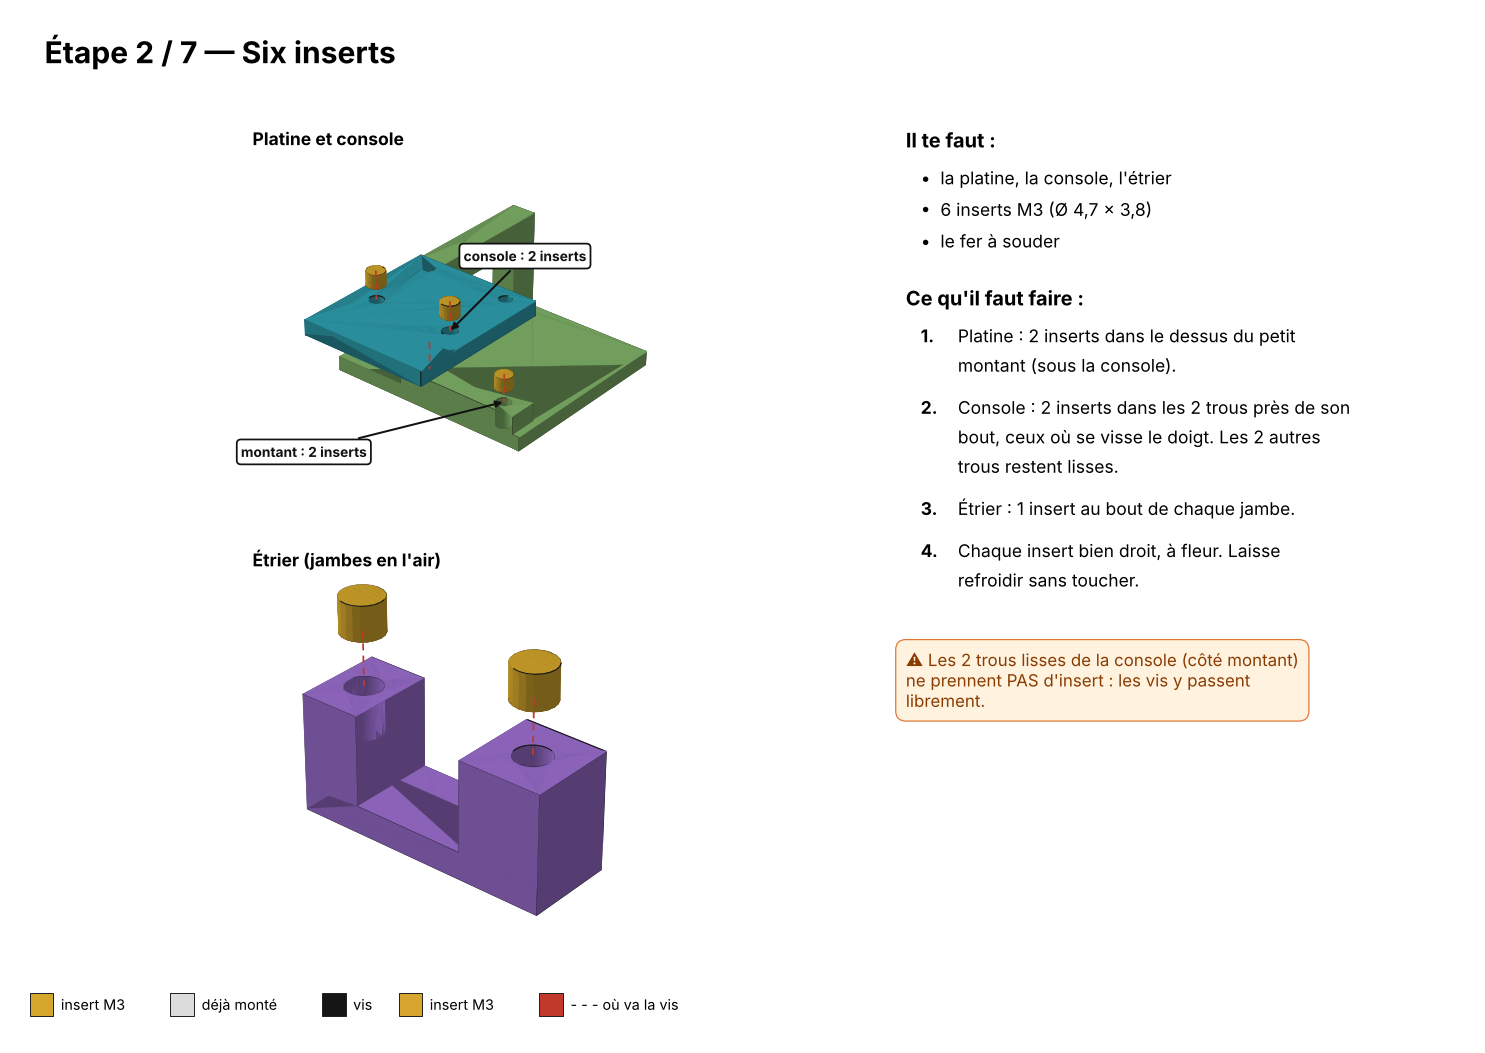 Étape 2 / 7 — Six inserts
Platine et console
console : 2 inserts
montant : 2 inserts
Étrier (jambes en l'air)
Il te faut :
• la platine, la console, l'étrier
• 6 inserts M3 (Ø 4,7 × 3,8)
• le fer à souder
Ce qu'il faut faire :
1. Platine : 2 inserts dans le dessus du petit
montant (sous la console).
2. Console : 2 inserts dans les 2 trous près de son
bout, ceux où se visse le doigt. Les 2 autres
trous restent lisses.
3. Étrier : 1 insert au bout de chaque jambe.
4. Chaque insert bien droit, à fleur. Laisse
refroidir sans toucher.
⚠ Les 2 trous lisses de la console (côté montant)
ne prennent PAS d'insert : les vis y passent
librement.
insert M3 déjà monté vis insert M3 - - - où va la vis